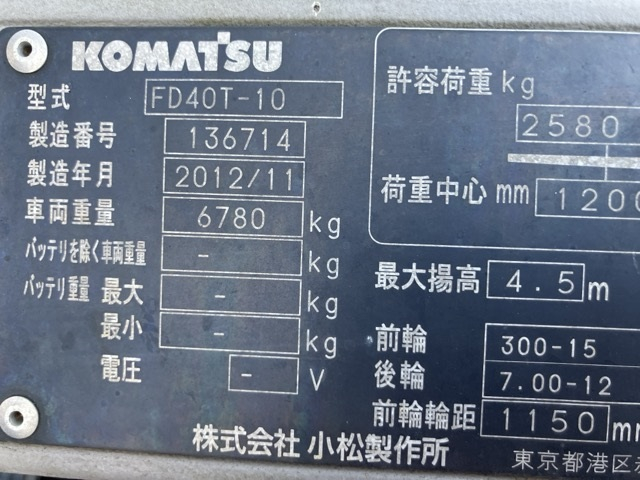 KOMATSU
型式 FD40T-10
製造番号 136714
製造年月 2012/11
車両重量 6780 kg
バッテリを除く車両重量 - kg
バッテリ重量 最大 - kg
最小 - kg
電圧 - V
許容荷重 kg
2580
荷重中心 mm 1200
最大揚高 4.5 m
前輪 300-15
後輪 7.00-12
前輪輪距 1150 mm
株式会社 小松製作所
東京都港区